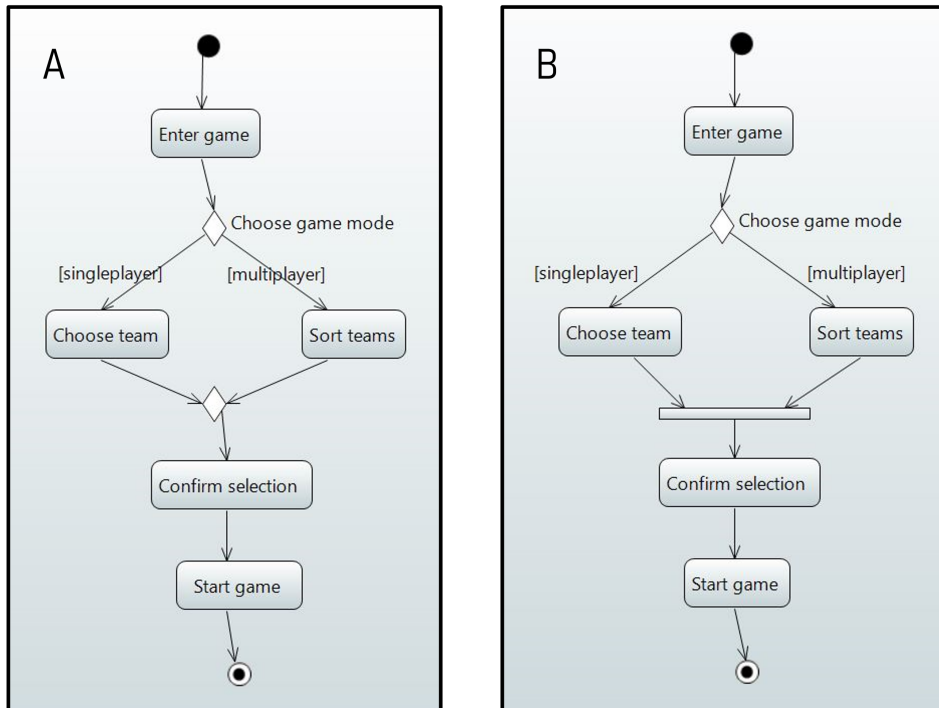 A
Enter game
Choose game mode
[singleplayer]
[multiplayer]
Choose team
Sort teams
Confirm selection
Start game
B
Enter game
Choose game mode
[singleplayer]
[multiplayer]
Choose team
Sort teams
Confirm selection
Start game